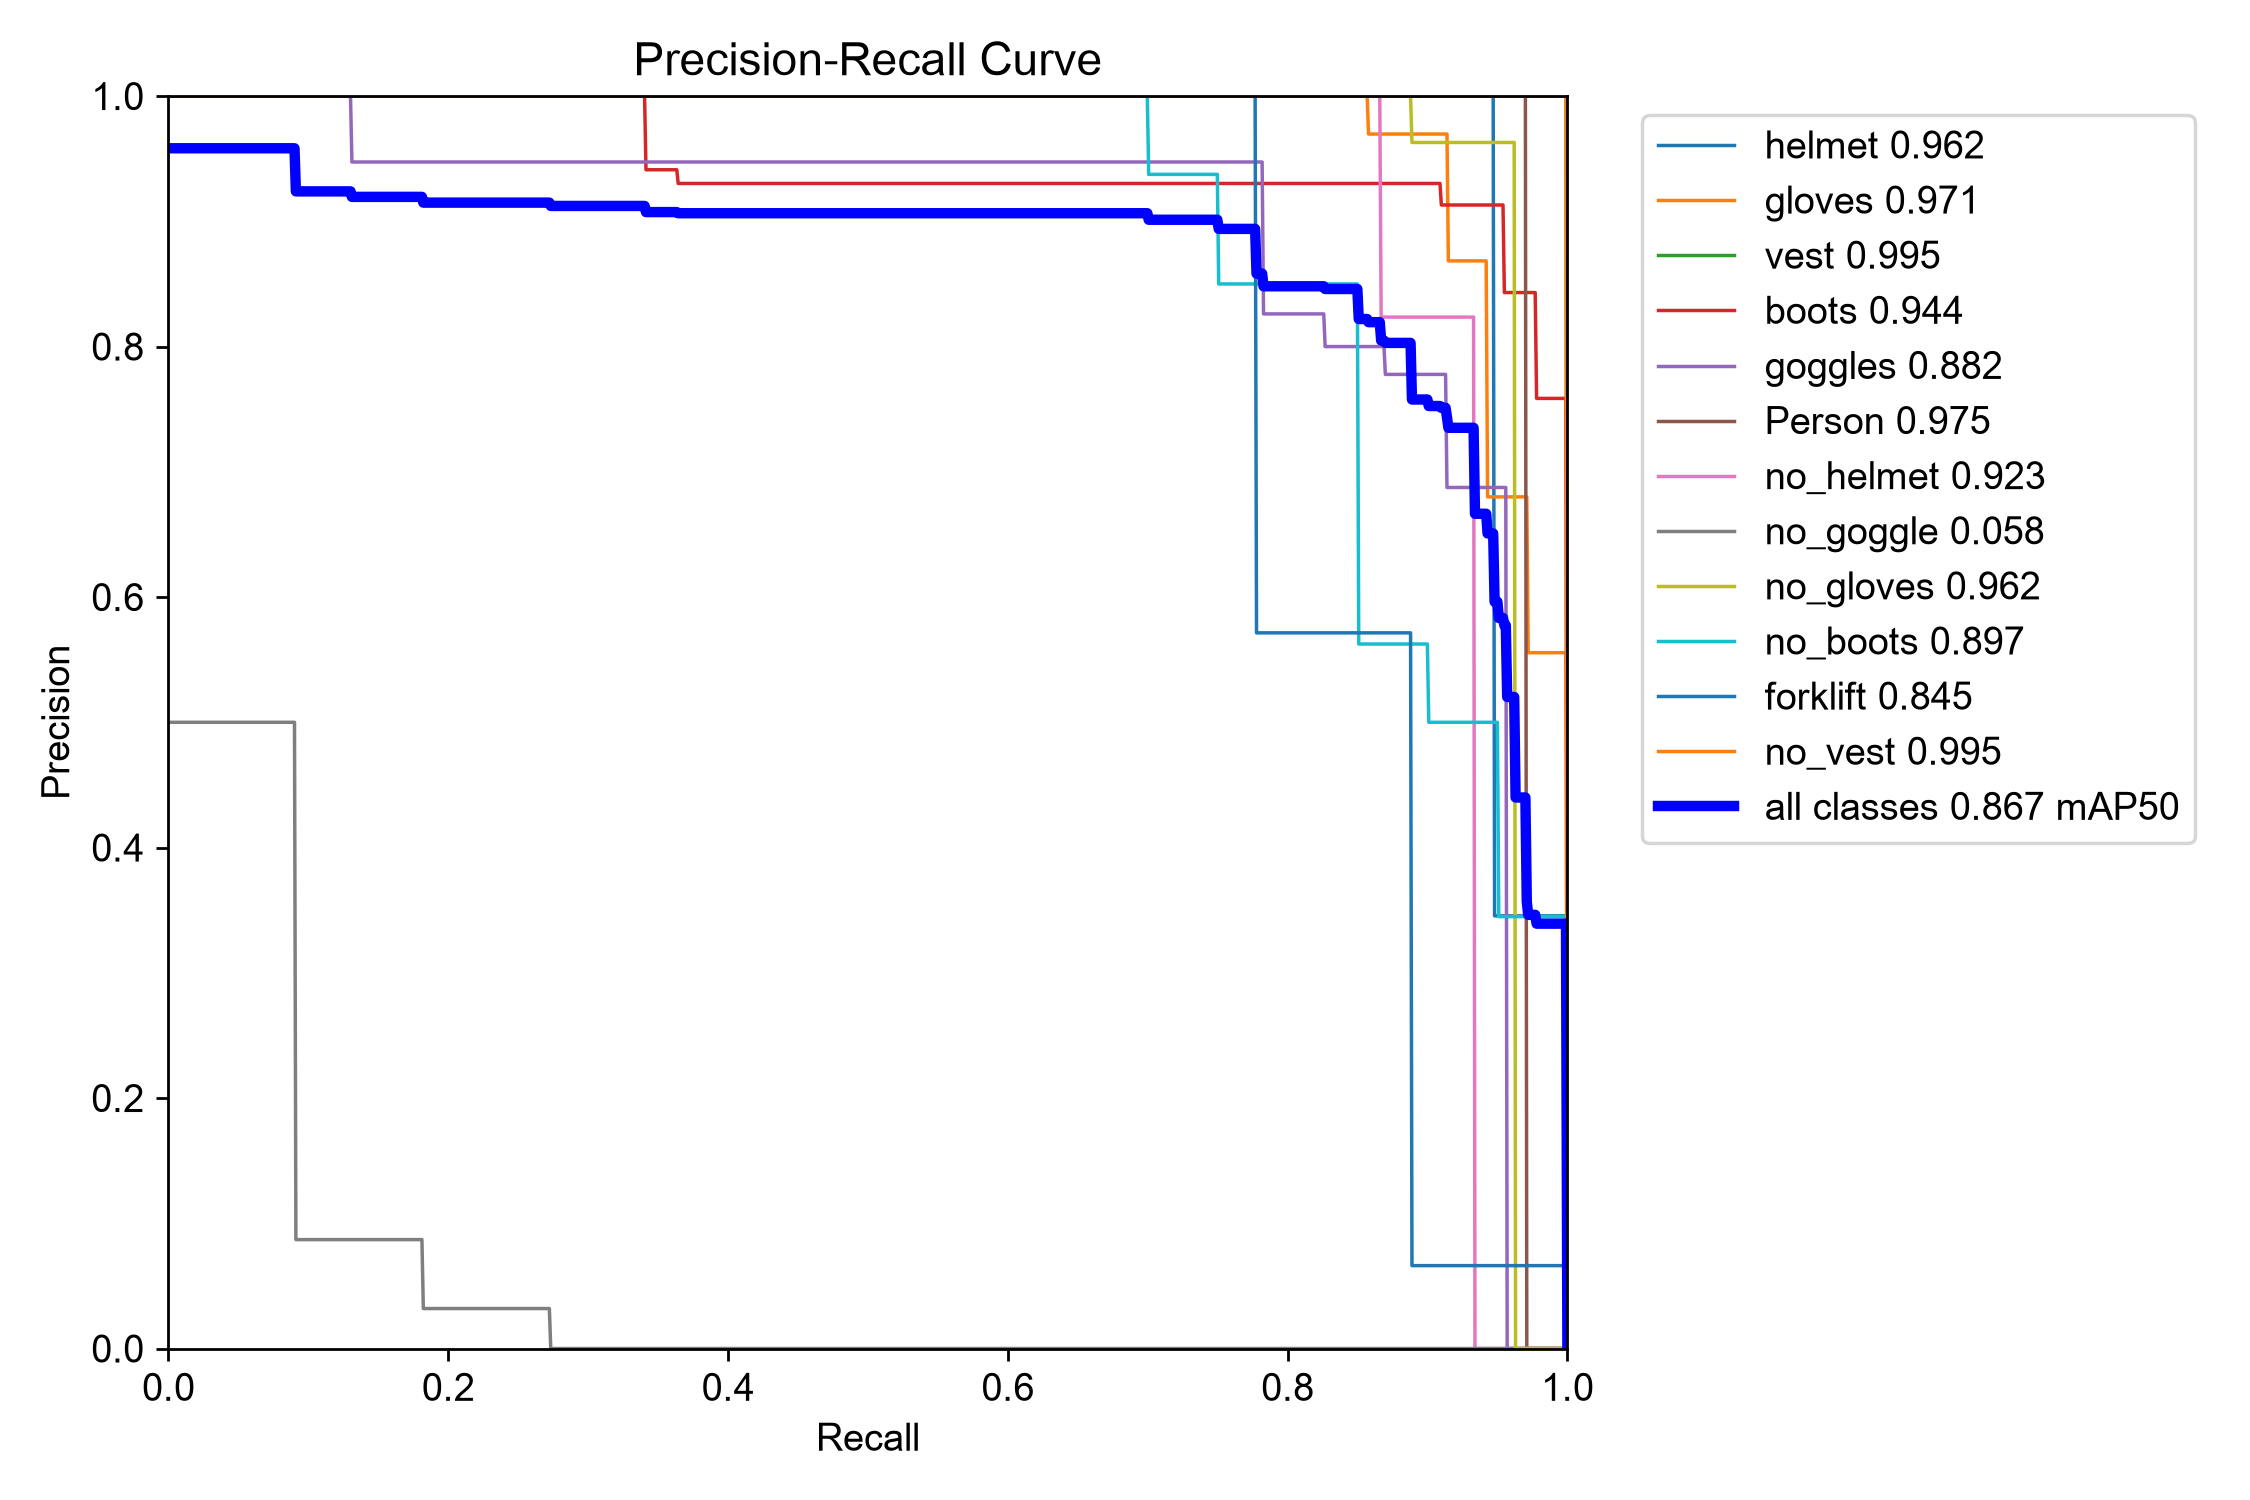 Precision-Recall Curve
1.0
0.8
0.6
0.4
0.2
0.0
Precision
0.0 0.2 0.4 0.6 0.8 1.0
Recall
helmet 0.962
gloves 0.971
vest 0.995
boots 0.944
goggles 0.882
Person 0.975
no_helmet 0.923
no_goggle 0.058
no_gloves 0.962
no_boots 0.897
forklift 0.845
no_vest 0.995
all classes 0.867 mAP50